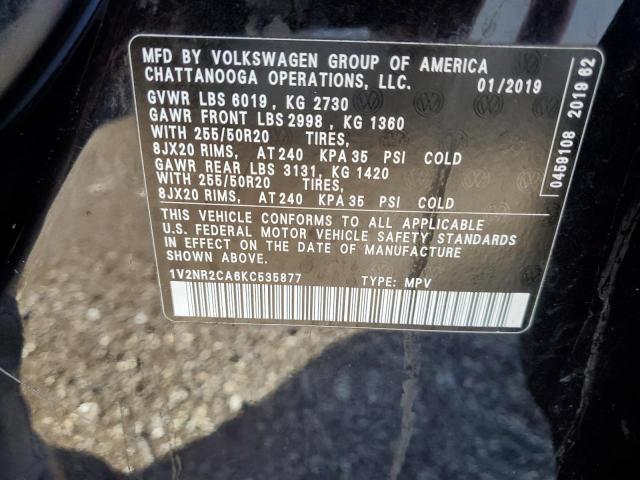 MFD BY VOLKSWAGEN GROUP OF AMERICA
CHATTANOOGA OPERATIONS, LLC. 01/2019
GVWR LBS 6019, KG 2730
GAWR FRONT LBS 2998, KG 1360
WITH 255/50R20 TIRES,
8JX20 RIMS, AT 240 KPA 35 PSI COLD
GAWR REAR LBS 3131, KG 1420
WITH 255/50R20 TIRES,
8JX20 RIMS, AT 240 KPA 35 PSI COLD
THIS VEHICLE CONFORMS TO ALL APPLICABLE
U.S. FEDERAL MOTOR VEHICLE SAFETY STANDARDS
IN EFFECT ON THE DATE OF MANUFACTURE
SHOWN ABOVE.
1V2NR2CA6KC535877 TYPE: MPV
0459108 2019 62